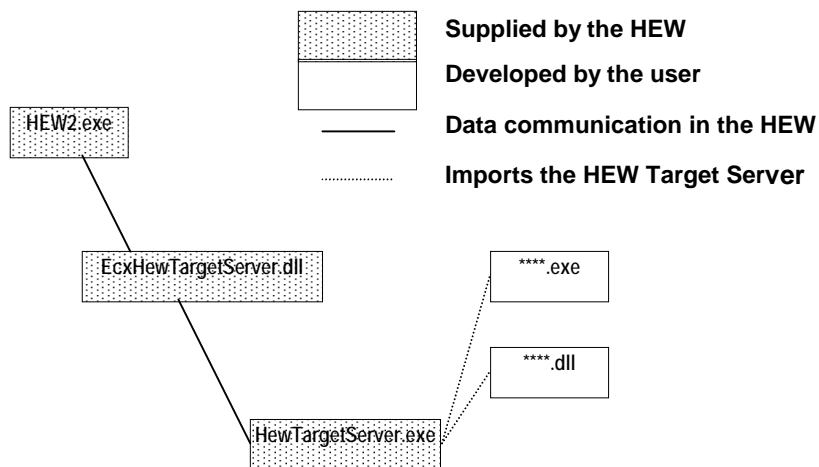 Supplied by the HEW
Developed by the user
HEW2.exe
Data communication in the HEW
Imports the HEW Target Server
EcxHewTargetServer.dll
****.exe
****.dll
HewTargetServer.exe